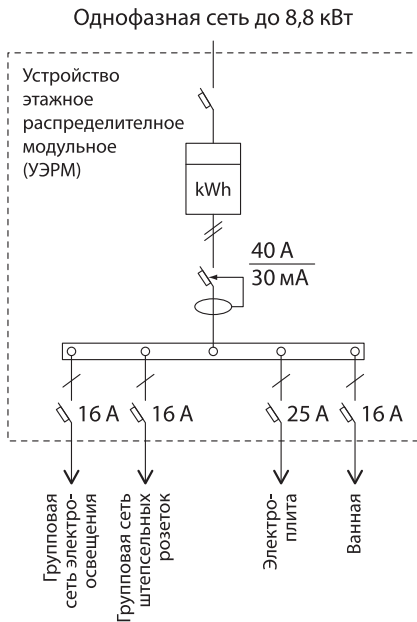 Однофазная сеть до 8,8 кВт
Устройство
этажное
распределителное
модульное
(УЭРМ)
kWh
40 А
30 мА
16 А
16 А
25 А
16 А
Групповая
сеть электро-
освещения
Групповая сеть
штепсельных
розеток
Электро-
плита
Ванная